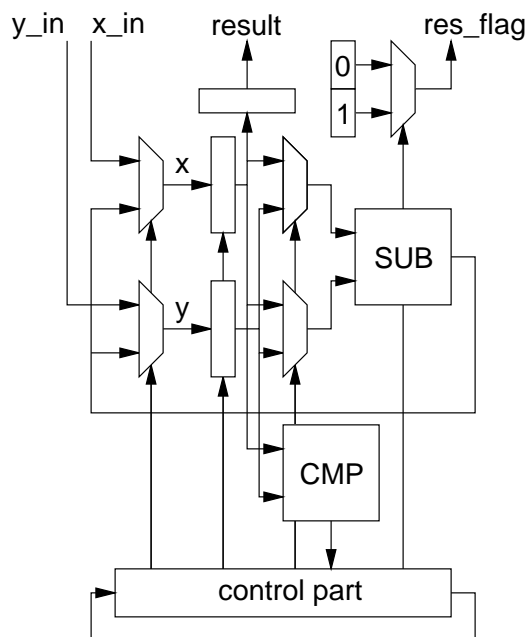 y_in x_in result res_flag
0
1
x
SUB
y
CMP
control part